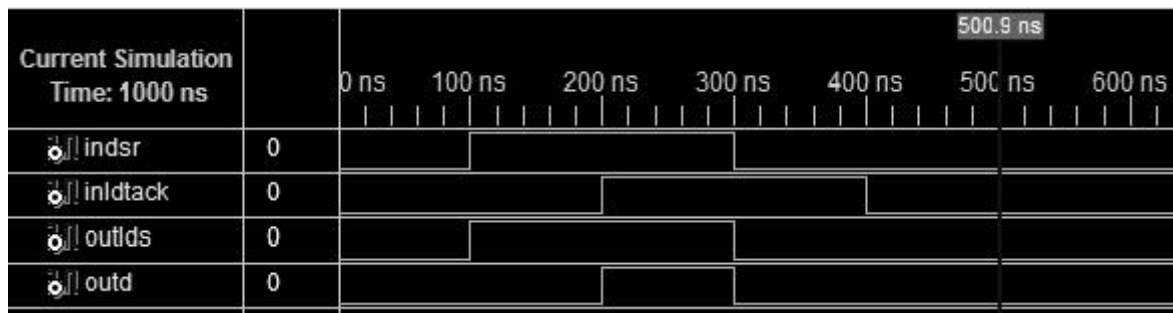 500.9 ns
Current Simulation
Time: 1000 ns
0 ns 100 ns 200 ns 300 ns 400 ns 500 ns 600 ns
indsr 0
inldtack 0
outlds 0
outd 0